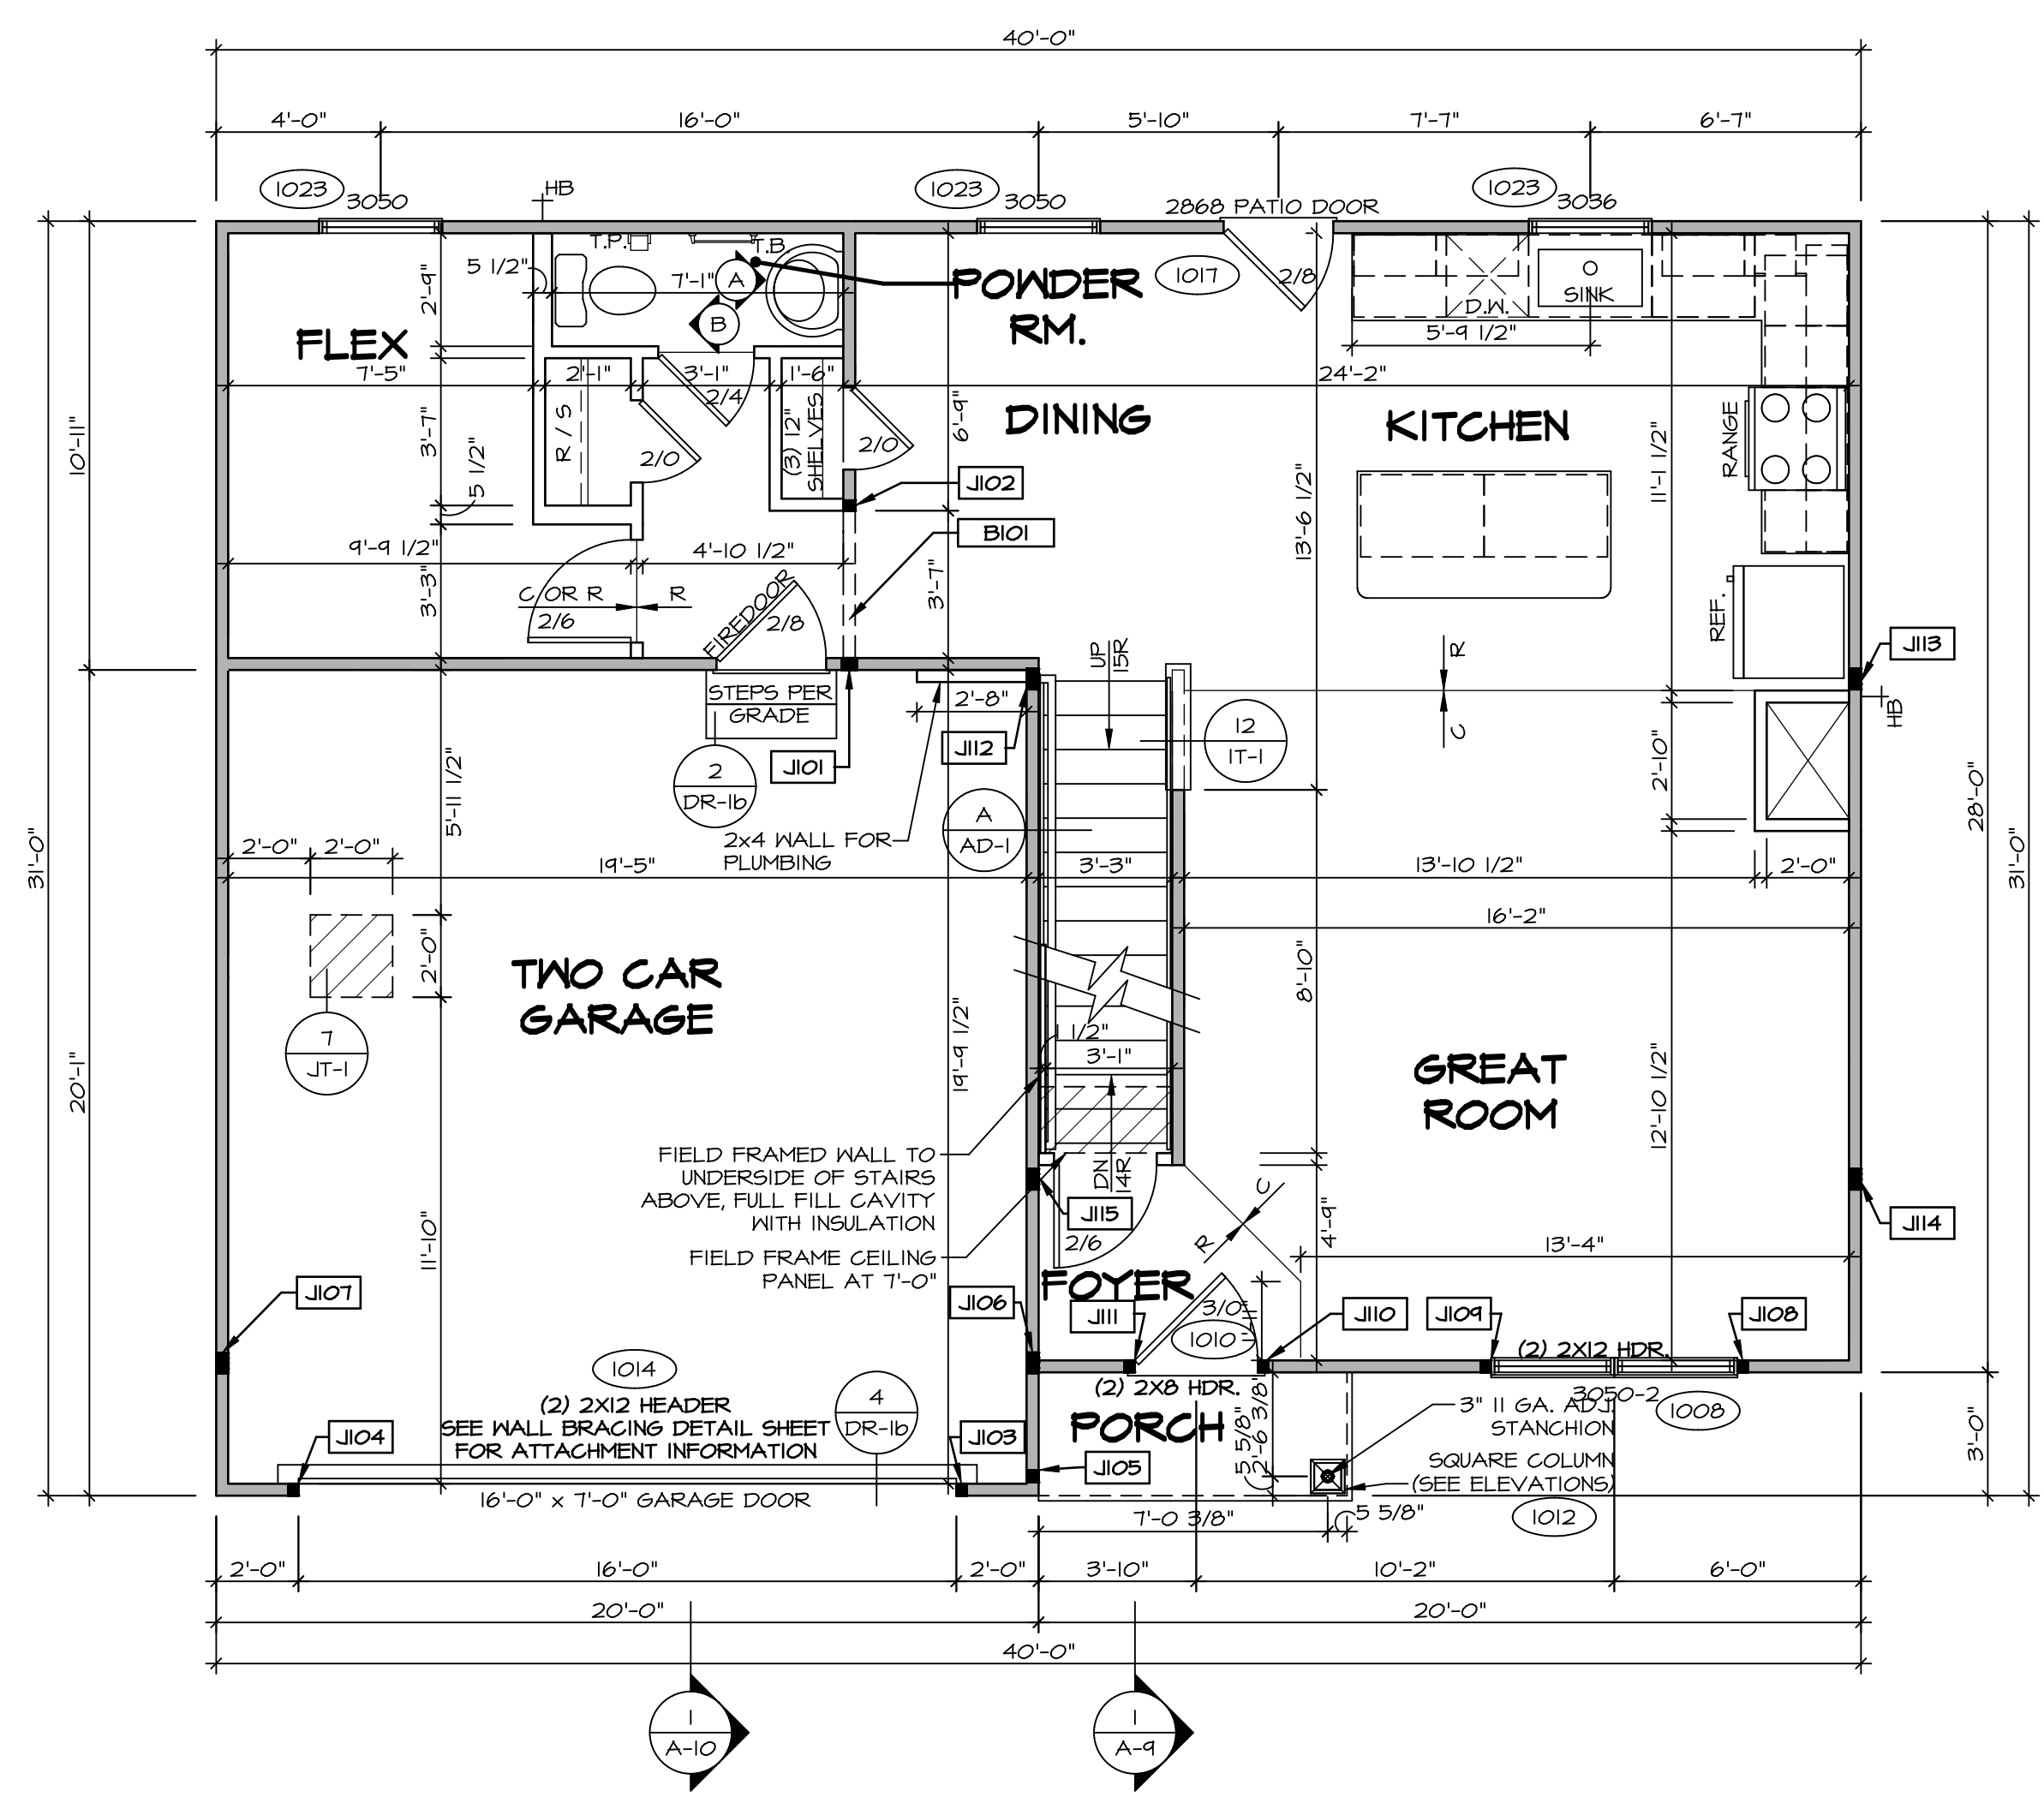 40'-0"
4'-0"
16'-0"
5'-10"
7'-7"
6'-7"
1023
3050
HB
1023
3050
2868 PATIO DOOR
1023
3036
T.P.
T.B.
5 1/2"
2'-9"
7'-1"
A
B
POWDER
RM.
1017
2/8
D.W.
SINK
5'-9 1/2"
FLEX
7'-5"
2'-1"
3'-1"
1'-6"
24'-2"
2/4
R / S
(3) 12"
SHELVES
2/0
2/0
6'-9"
DINING
KITCHEN
RANGE
10'-11"
3'-7"
5 1/2"
11'-1 1/2"
13'-6 1/2"
J102
B101
9'-9 1/2"
4'-10 1/2"
3'-3"
3'-7"
C OR R
R
2/6
FIREDOOR
2/8
REF.
J113
UP
15R
R
C
HB
STEPS PER
GRADE
2'-8"
J112
J101
2
DR-1b
12
IT-1
2'-10"
28'-0"
31'-0"
31'-0"
5'-11 1/2"
A
AD-1
2x4 WALL FOR
PLUMBING
2'-0"
2'-0"
19'-5"
3'-3"
13'-10 1/2"
2'-0"
16'-2"
2'-0"
TWO CAR
GARAGE
8'-10"
7
JT-1
20'-1"
19'-9 1/2"
1 1/2"
3'-1"
GREAT
ROOM
12'-10 1/2"
FIELD FRAMED WALL TO
UNDERSIDE OF STAIRS
ABOVE, FULL FILL CAVITY
WITH INSULATION
DN
14R
J115
C
R
2/6
4'-9"
J114
11'-10"
FIELD FRAME CEILING
PANEL AT 7'-0"
13'-4"
J107
FOYER
J106
J111
3/0
1'-11"
1010
J110
J109
J108
(2) 2X12 HDR.
1014
(2) 2X12 HEADER
SEE WALL BRACING DETAIL SHEET
FOR ATTACHMENT INFORMATION
4
DR-1b
(2) 2X8 HDR.
PORCH
3050-2
1008
3" 11 GA. ADJ.
STANCHION
SQUARE COLUMN
(SEE ELEVATIONS)
2'-6 3/8"
5 5/8"
3'-0"
J104
J103
J105
16'-0" x 7'-0" GARAGE DOOR
1012
7'-0 3/8"
5 5/8"
2'-0"
16'-0"
2'-0"
3'-10"
10'-2"
6'-0"
20'-0"
20'-0"
40'-0"
1
A-10
1
A-9